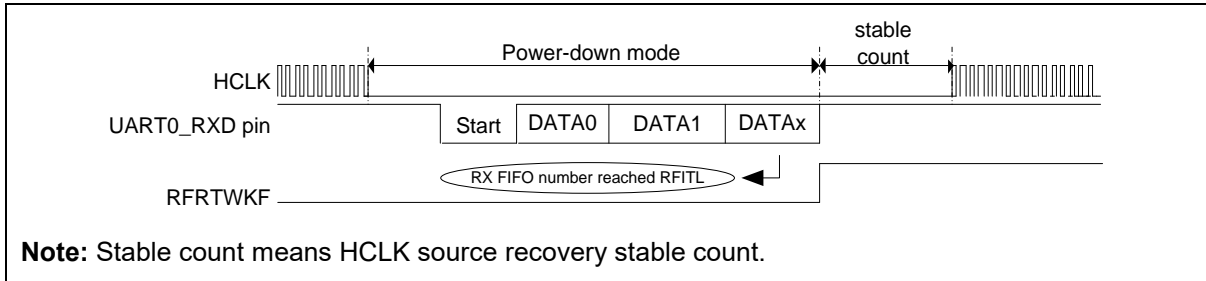 stable
count
Power-down mode
HCLK
UART0_RXD pin
Start DATA0 DATA1 DATAx
RX FIFO number reached RFITL
RFRTWKF
Note: Stable count means HCLK source recovery stable count.